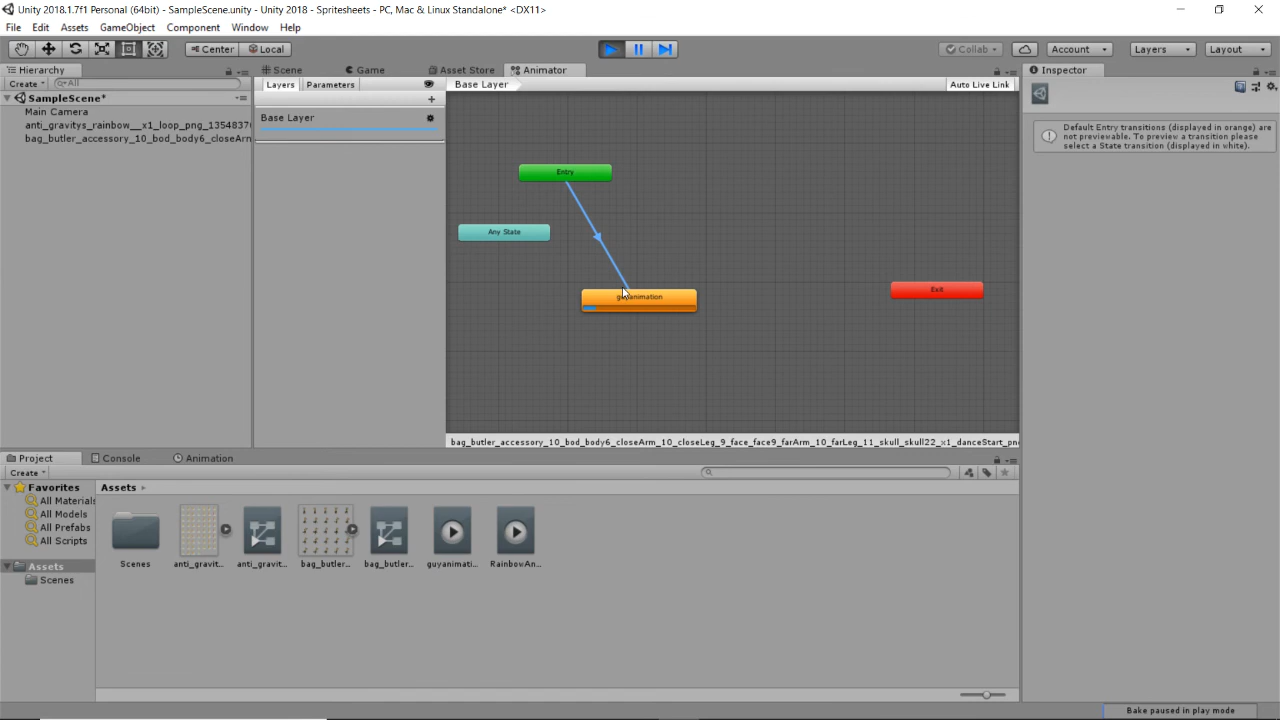 Unity 2018.1.7f1 Personal (64bit) - SampleScene.unity - Unity 2018 - Spritesheets - PC, Mac & Linux Standalone* <DX11>
File Edit Assets GameObject Component Window Help
Center Local Collab Account Layers Layout
Hierarchy Scene Game Asset Store Animator Inspector
Create All Layers Parameters Base Layer Auto Live Link
SampleScene*
Main Camera
anti_gravitys_rainbow__x1_loop_png_1354837
bag_butler_accessory_10_bod_body6_closeArm
Base Layer
Default Entry transitions (displayed in orange) are
not previewable. To preview a transition please
select a State transition (displayed in white).
Entry
Any State
Exit
guyanimation
bag_butler_accessory_10_bod_body6_closeArm_10_closeLeg_9_face_face9_farArm_10_farLeg_11_skull_skull22_x1_danceStart_pn
Project Console Animation
Create
Favorites
All Materials
All Models
All Prefabs
All Scripts
Assets
Scenes
Assets
Scenes anti_gravit... anti_gravit... bag_butler... bag_butler... guyanimati... RainbowAn...
Bake paused in play mode